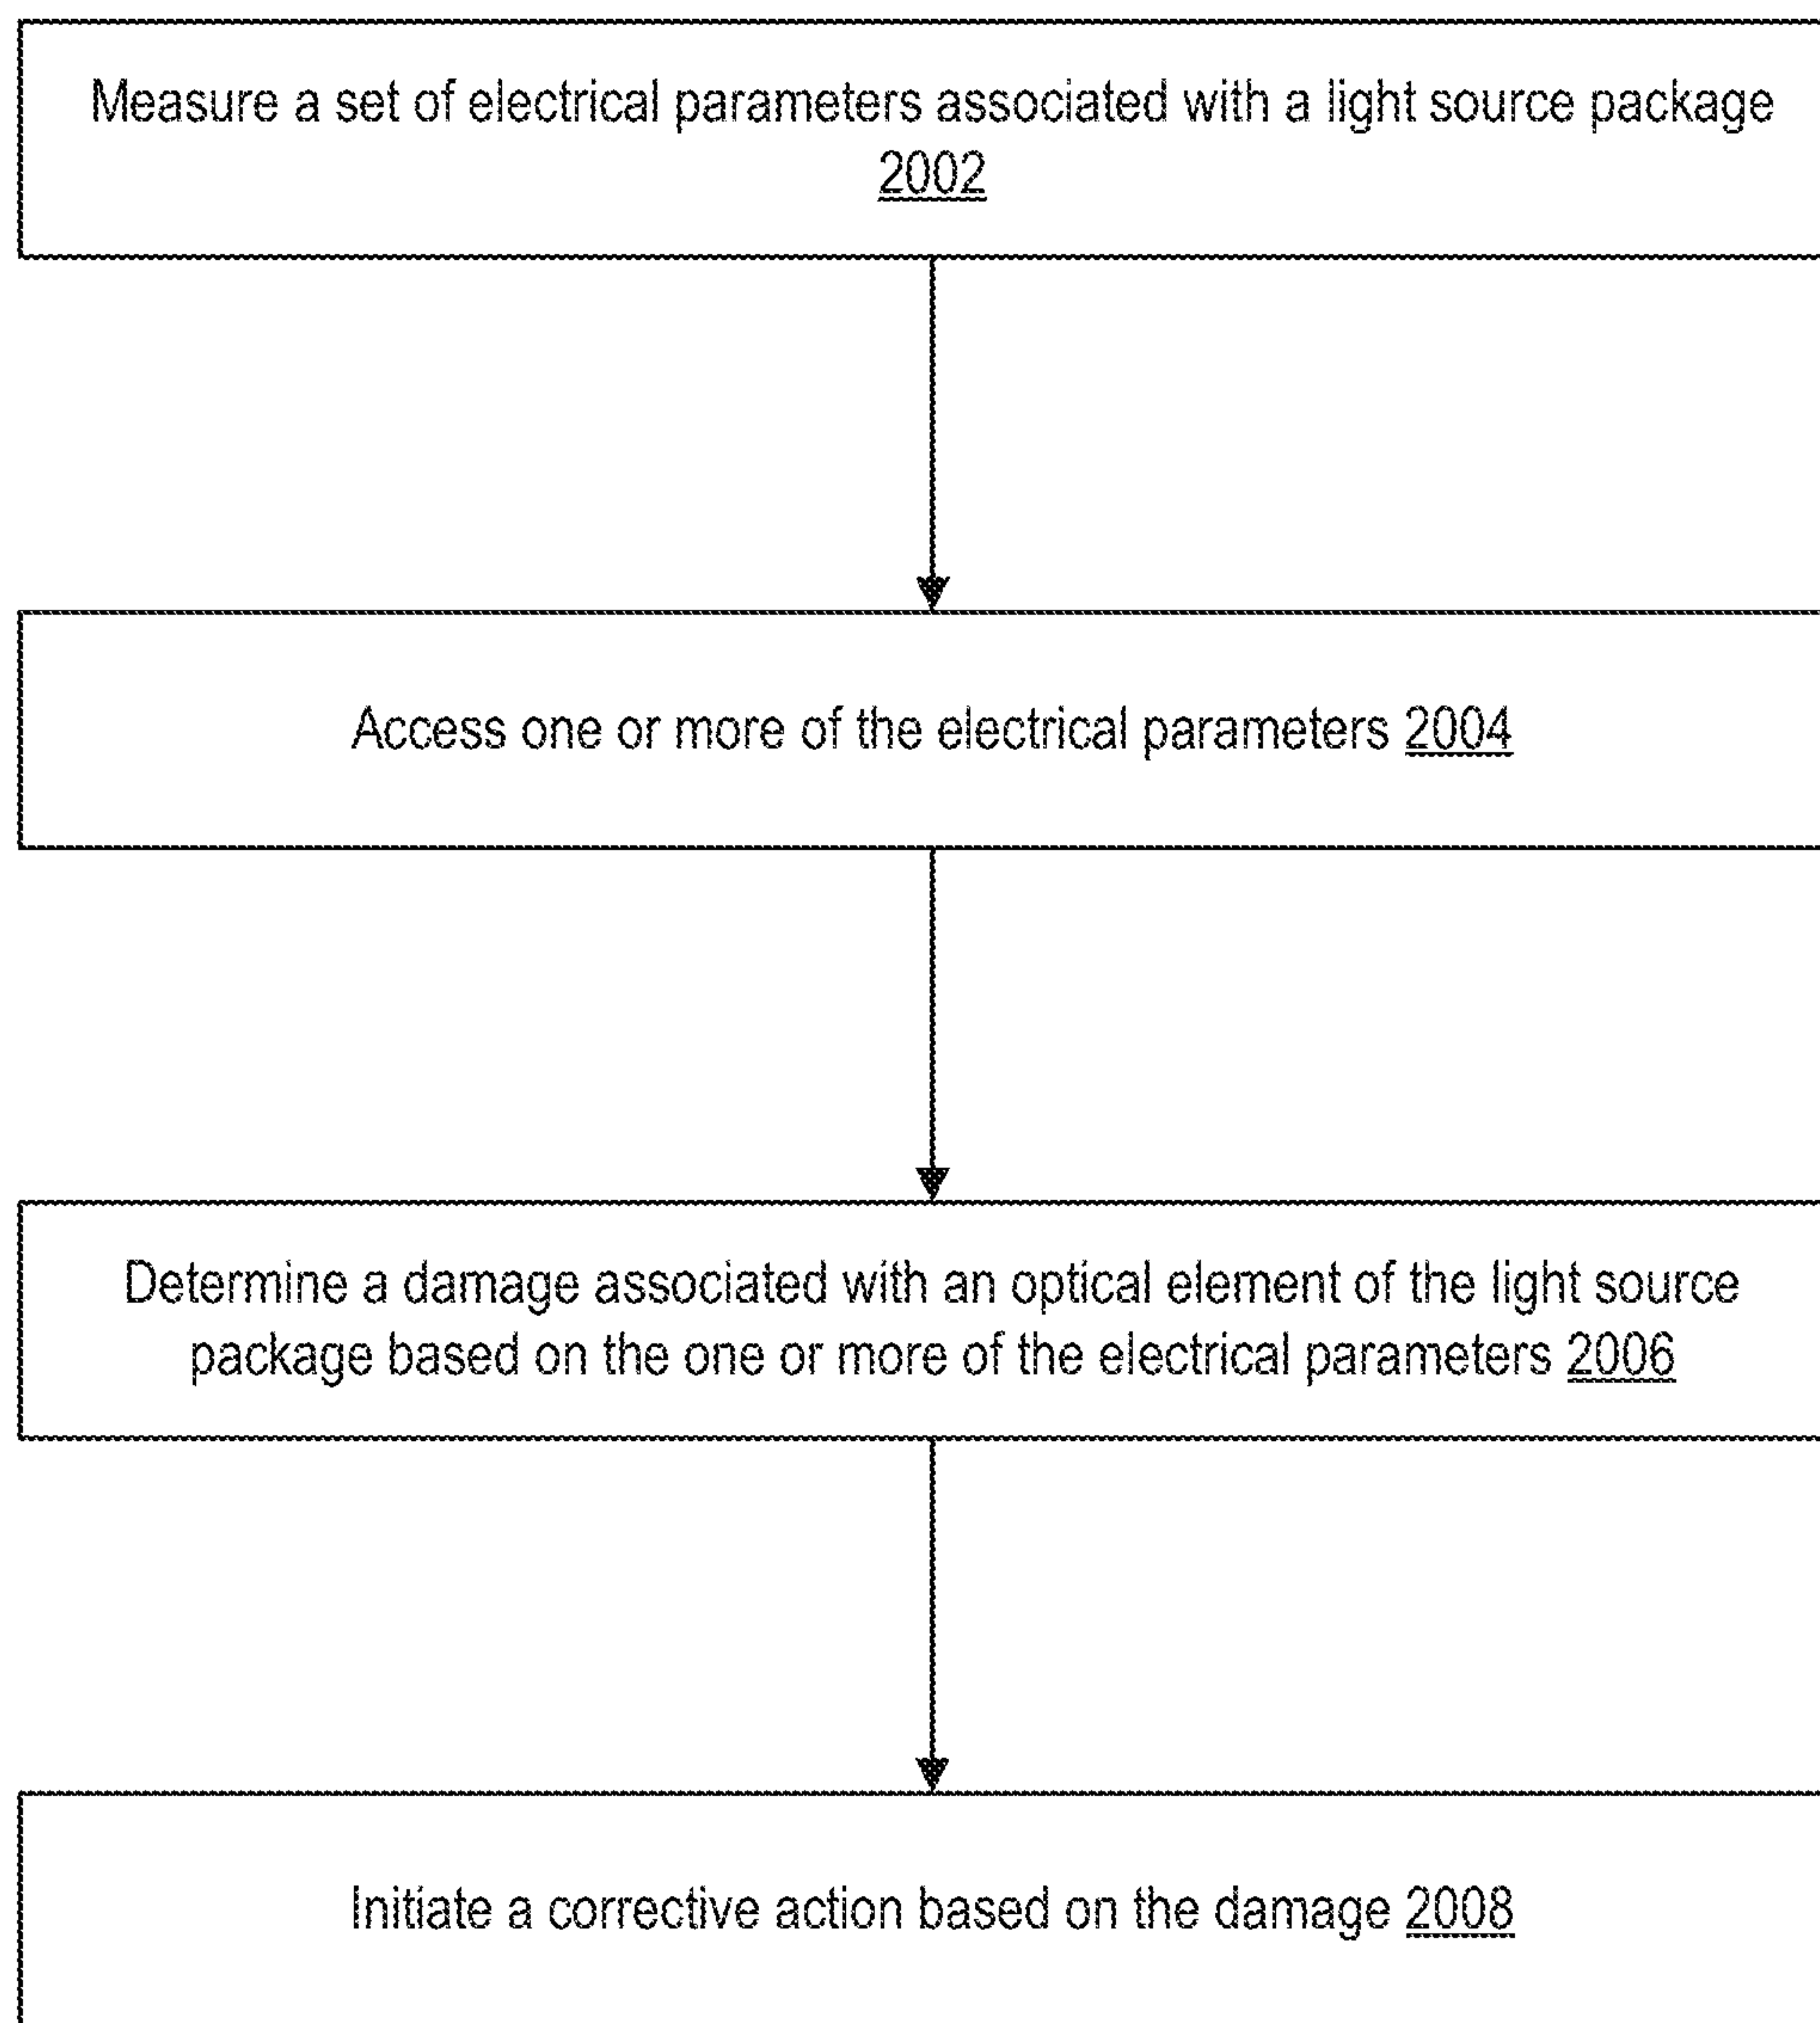 Measure a set of electrical parameters associated with a light source package
2002
Access one or more of the electrical parameters 2004
Determine a damage associated with an optical element of the light source
package based on the one or more of the electrical parameters 2006
Initiate a corrective action based on the damage 2008